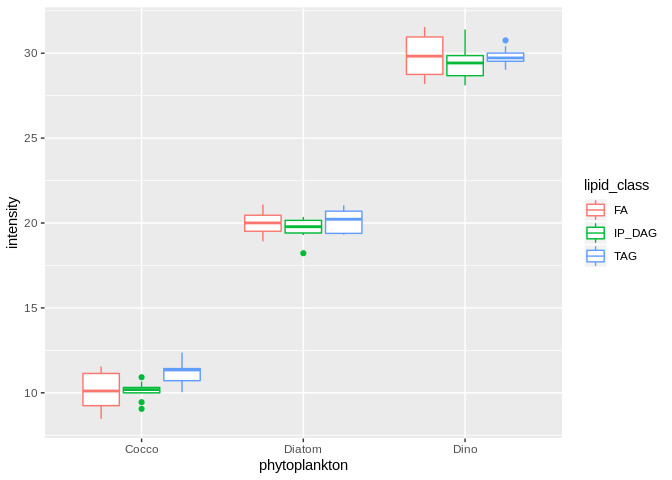 intensity
30
25
20
15
10
Cocco Diatom Dino
phytoplankton
lipid_class
FA
IP_DAG
TAG